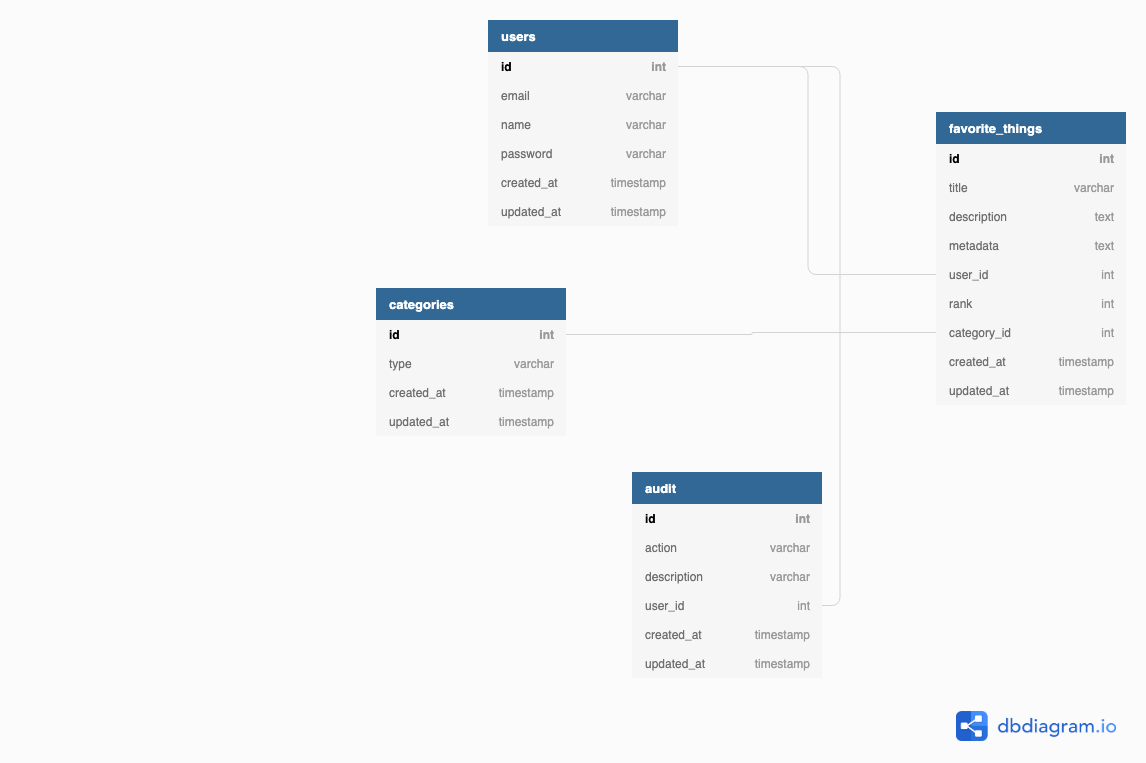 users
id int
email varchar
name varchar
password varchar
created_at timestamp
updated_at timestamp
favorite_things
id int
title varchar
description text
metadata text
user_id int
rank int
category_id int
created_at timestamp
updated_at timestamp
categories
id int
type varchar
created_at timestamp
updated_at timestamp
audit
id int
action varchar
description varchar
user_id int
created_at timestamp
updated_at timestamp
dbdiagram.io